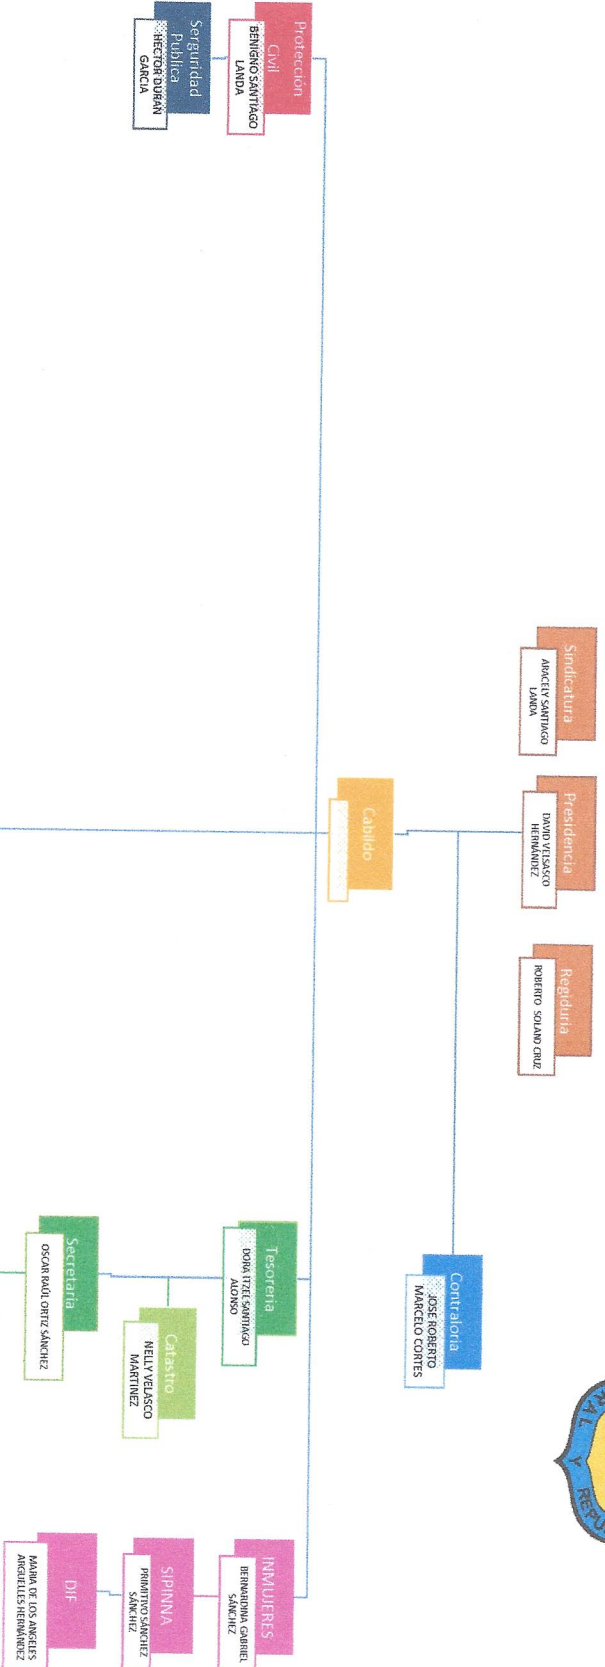 Sindicatura
ARACELY SANTIAGO
LANDA
Presidencia
DAVID VELSASCO
HERNÁNDEZ
Regiduria
ROBERTO SOLANO CRUZ
Contraloria
JOSE ROBERTO
MARCELO CORTES
Cabildo
Protección
Civil
BENIGNO SANTIAGO
LANDA
Serguridad
Publica
HECTOR DURAN
GARCIA
Tesoreria
DORA ITZEL SANTIAGO
ALONSO
Catastro
NELLY VELASCO
MARTINEZ
Secretaria
OSCAR RAÚL ORTIZ SÁNCHEZ
INMUJERES
BERNARDINA GABRIEL
SÁNCHEZ
SIPINNA
PRIMITIVO SÁNCHEZ
SÁNCHEZ
DIF
MARIA DE LOS ANGELES
ARGUELLES HERNÁNDEZ
Y